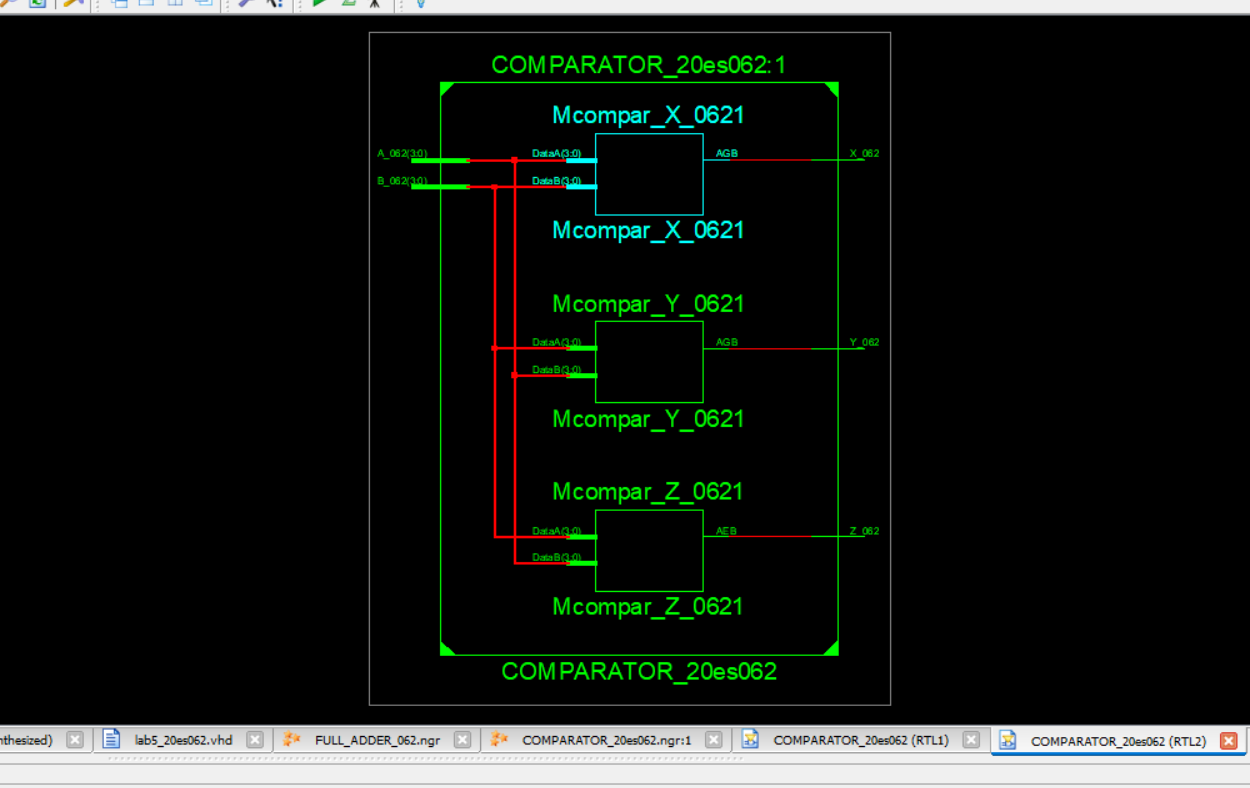 COMPARATOR_20es062:1
Mcompar_X_0621
A_062(3:0)
DataA(3:0)
AGB
X_062
B_062(3:0)
DataB(3:0)
Mcompar_X_0621
Mcompar_Y_0621
DataA(3:0)
AGB
Y_062
DataB(3:0)
Mcompar_Y_0621
Mcompar_Z_0621
DataA(3:0)
AEB
Z_062
DataB(3:0)
Mcompar_Z_0621
COMPARATOR_20es062
nthesized)
lab5_20es062.vhd
FULL_ADDER_062.ngr
COMPARATOR_20es062.ngr:1
COMPARATOR_20es062 (RTL1)
COMPARATOR_20es062 (RTL2)